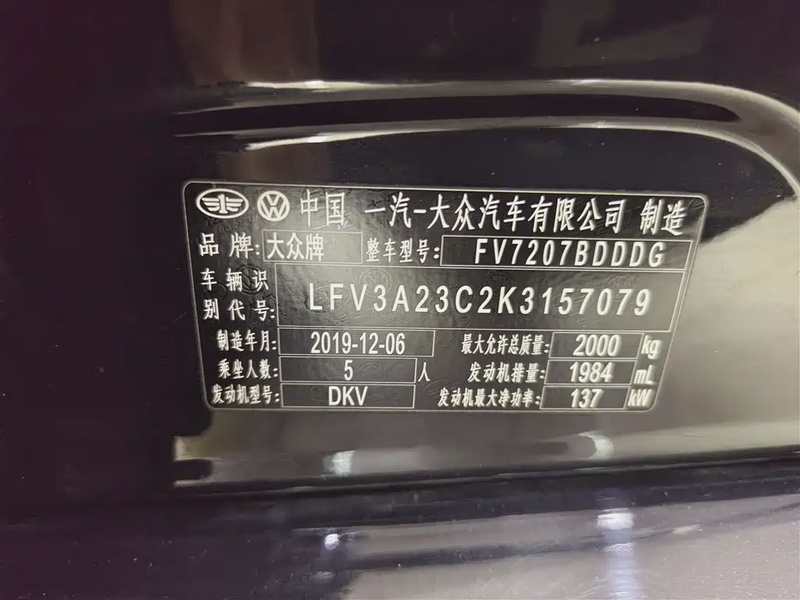 中国 一汽-大众汽车有限公司 制造
品牌: 大众牌 整车型号: FV7207BDDDG
车辆识别代号: LFV3A23C2K3157079
制造年月: 2019-12-06 最大允许总质量: 2000 kg
乘坐人数: 5 人 发动机排量: 1984 mL
发动机型号: DKV 发动机最大净功率: 137 kW